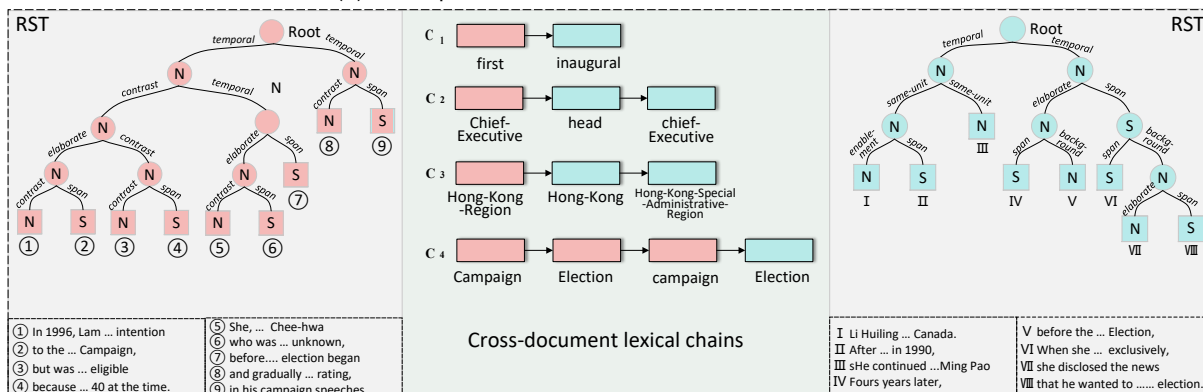 RST
Root
temporal
temporal
N
N
contrast
temporal
N
contrast
span
N
N
S
⑧
⑨
elaborate
contrast
elaborate
span
N
N
N
S
⑦
contrast
span
contrast
span
contrast
span
N
S
N
S
N
S
①
②
③
④
⑤
⑥
① In 1996, Lam ... intention
② to the ... Campaign,
③ but was ... eligible
④ because ... 40 at the time.
⑤ She, ... Chee-hwa
⑥ who was ... unknown,
⑦ before.... election began
⑧ and gradually ... rating,
⑨ in his campaign speeches
C 1
first
inaugural
C 2
Chief-
Executive
head
chief-
Executive
C 3
Hong-Kong
-Region
Hong-Kong
Hong-Kong-Special
-Administrative-
Region
C 4
Campaign
Election
campaign
Election
Cross-document lexical chains
RST
Root
temporal
temporal
N
N
same-unit
same-unit
elaborate
span
N
N
N
S
Ⅲ
enable-
ment
span
span
backg-
round
span
backg-
round
N
S
S
N
S
N
Ⅰ
Ⅱ
Ⅳ
Ⅴ
Ⅵ
elaborate
span
N
S
Ⅶ
Ⅷ
Ⅰ Li Huiling ... Canada.
Ⅱ After ... in 1990,
Ⅲ sHe continued ...Ming Pao
Ⅳ Fours years later,
Ⅴ before the ... Election,
Ⅵ When she ... exclusively,
Ⅶ she disclosed the news
Ⅷ that he wanted to ...... election.